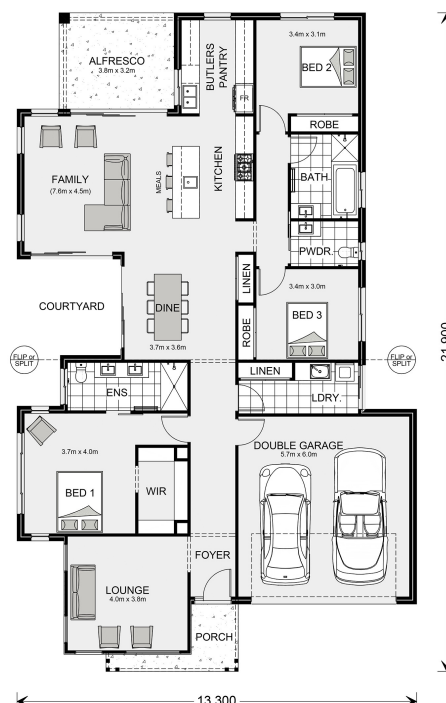 ALFRESCO
3.8m x 3.2m
BUTLERS
PANTRY
3.4m x 3.1m
BED 2
FR
ROBE
FAMILY
(7.6m x 4.5m)
MEALS
KITCHEN
BATH
PWDR.
COURTYARD
DINE
3.7m x 3.6m
LINEN
ROBE
3.4m x 3.0m
BED 3
FLIP or
SPLIT
FLIP or
SPLIT
21,900
ENS
LINEN
LDRY.
3.7m x 4.0m
BED 1
WIR
DOUBLE GARAGE
5.7m x 6.0m
FOYER
LOUNGE
4.0m x 3.8m
PORCH
13,300